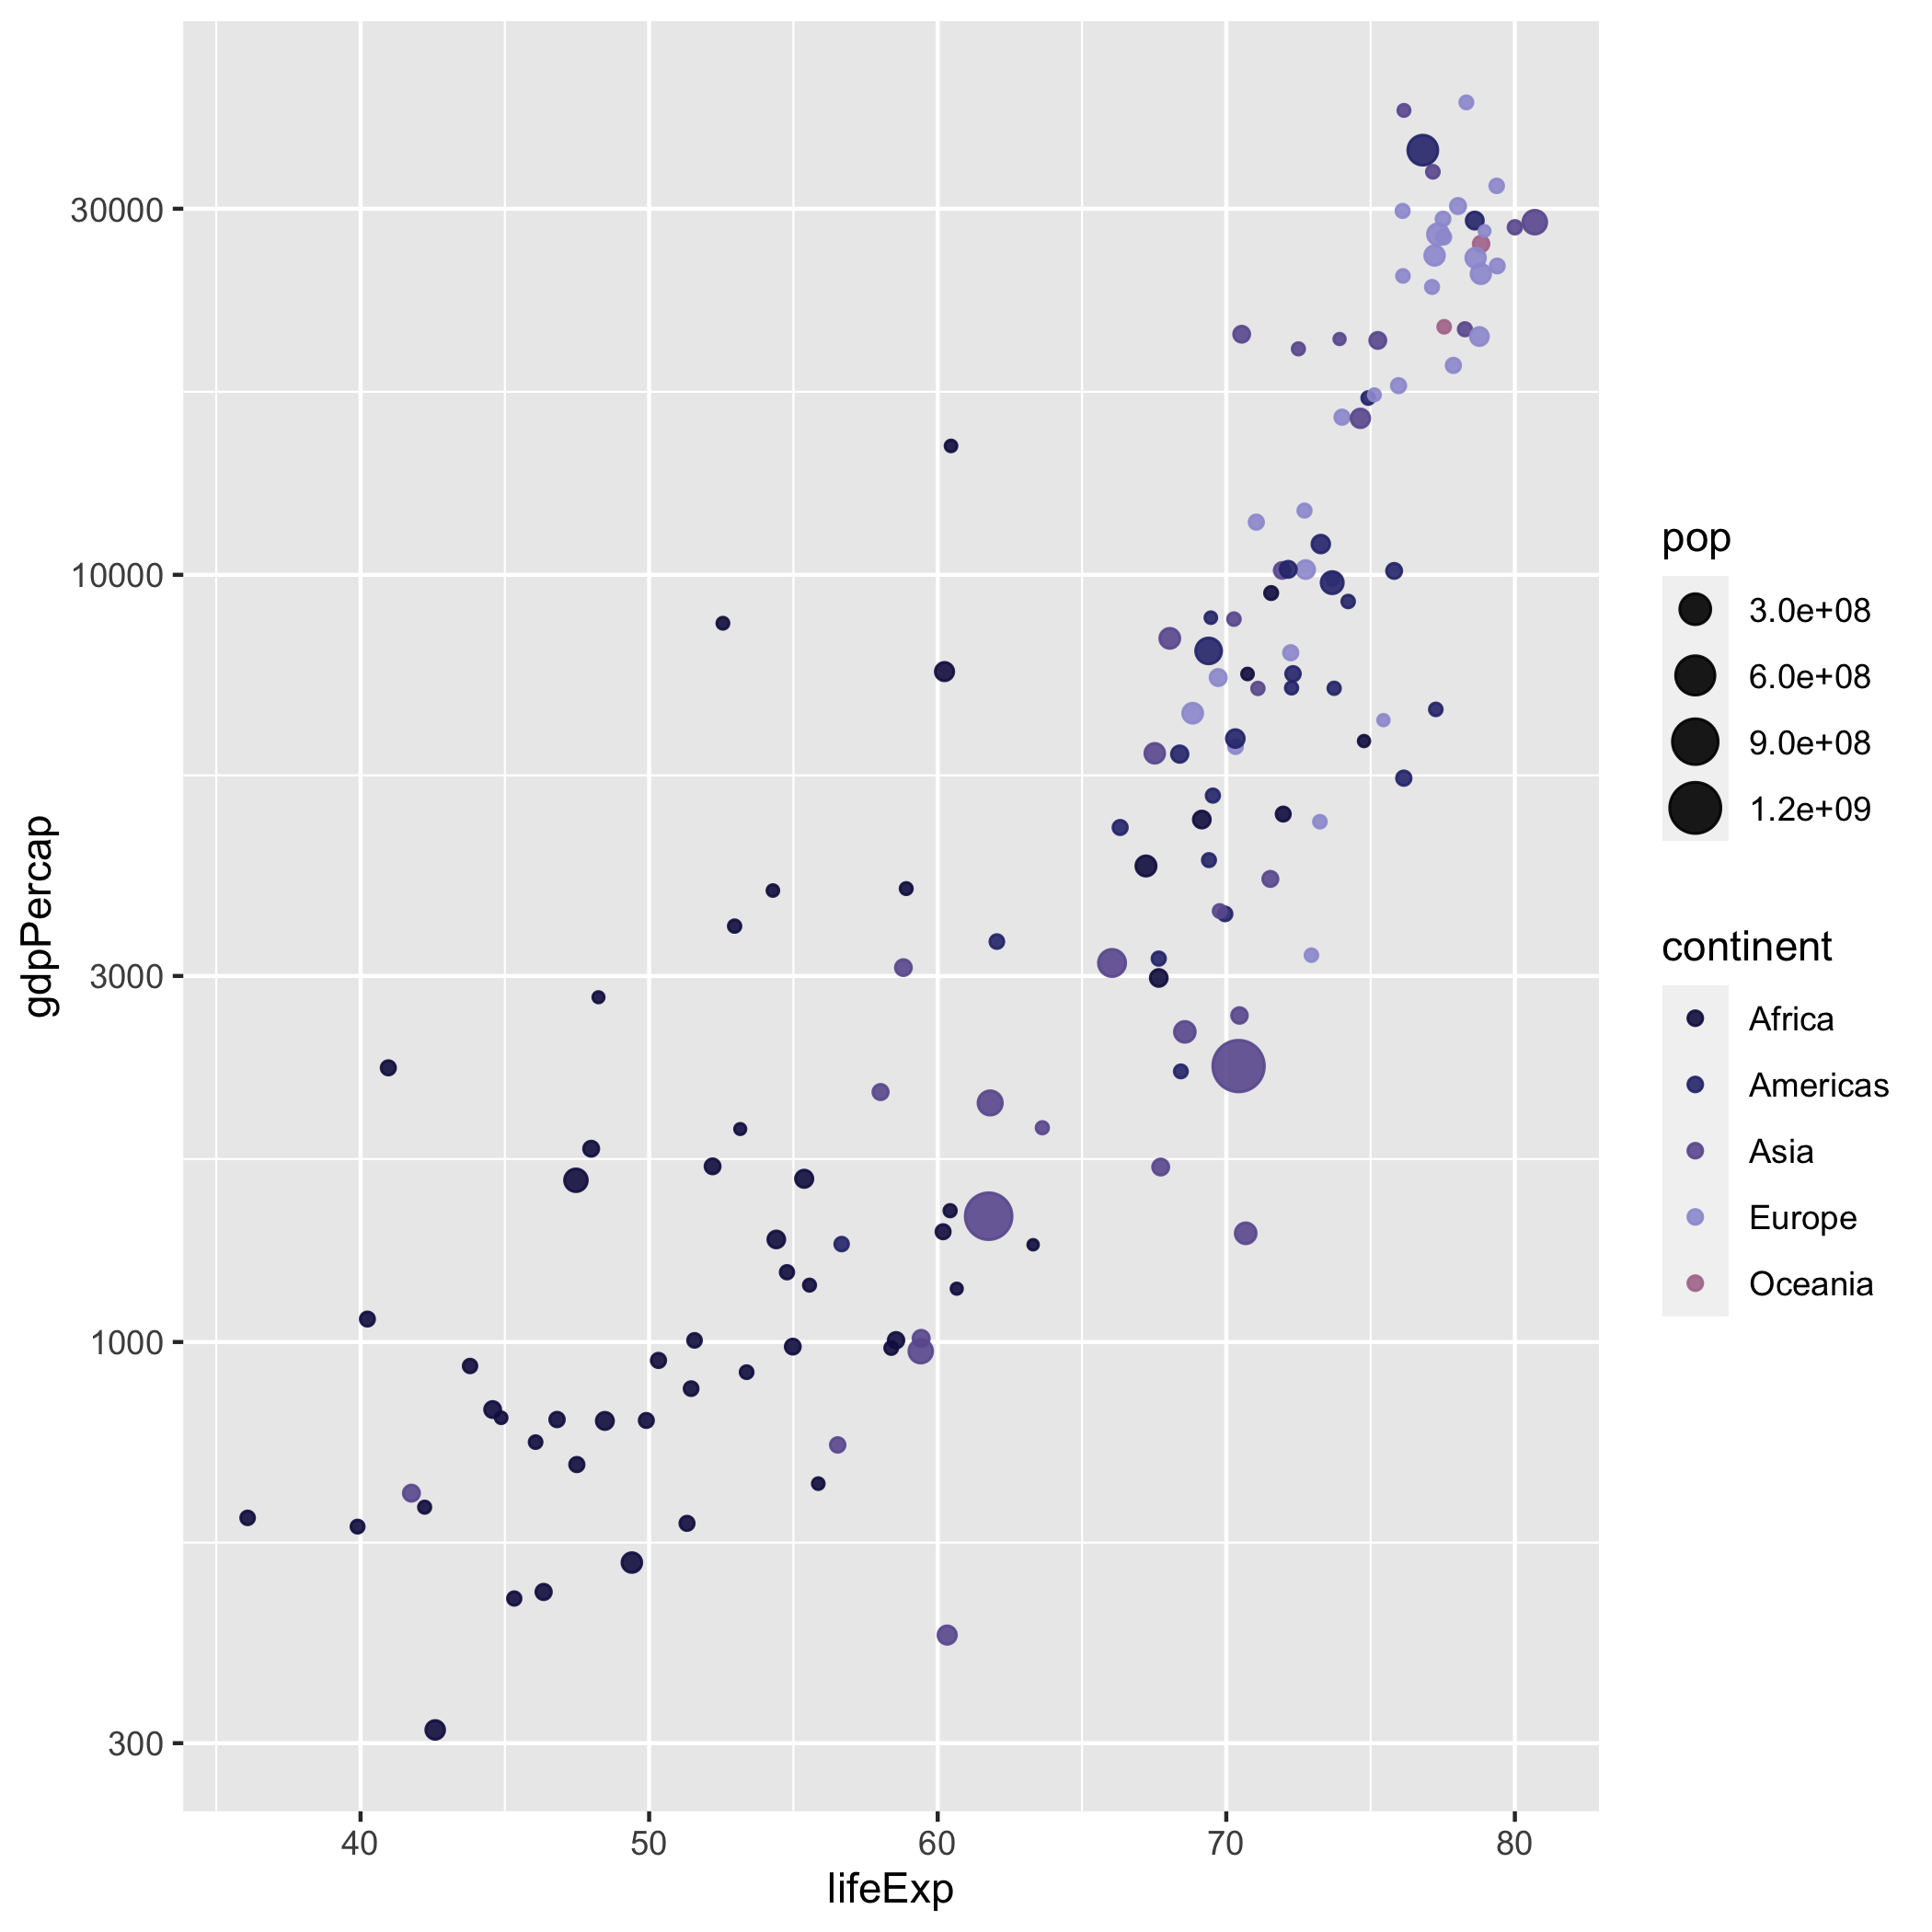 30000
10000
3000
1000
300
gdpPercap
40 50 60 70 80
lifeExp
pop
3.0e+08
6.0e+08
9.0e+08
1.2e+09
continent
Africa
Americas
Asia
Europe
Oceania